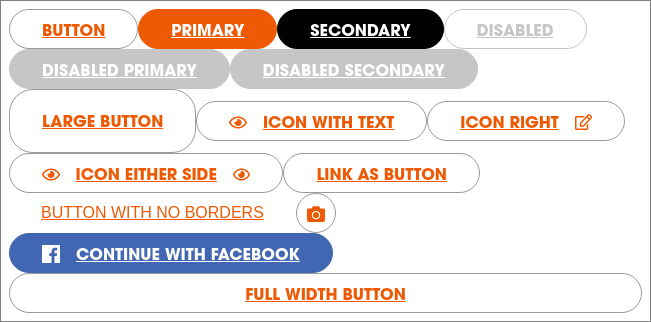 BUTTON PRIMARY SECONDARY DISABLED
DISABLED PRIMARY DISABLED SECONDARY
LARGE BUTTON ICON WITH TEXT ICON RIGHT
ICON EITHER SIDE LINK AS BUTTON
BUTTON WITH NO BORDERS
CONTINUE WITH FACEBOOK
FULL WIDTH BUTTON